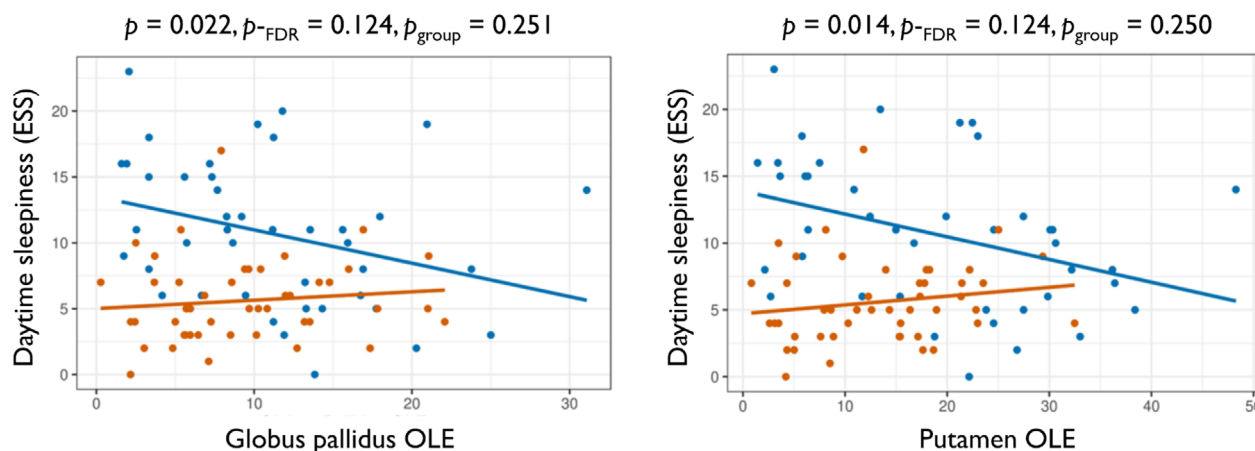 p = 0.022, p-FDR = 0.124, pgroup = 0.251
Daytime sleepiness (ESS)
20
15
10
5
0
0 10 20 30
Globus pallidus OLE
p = 0.014, p-FDR = 0.124, pgroup = 0.250
Daytime sleepiness (ESS)
20
15
10
5
0
0 10 20 30 40 50
Putamen OLE